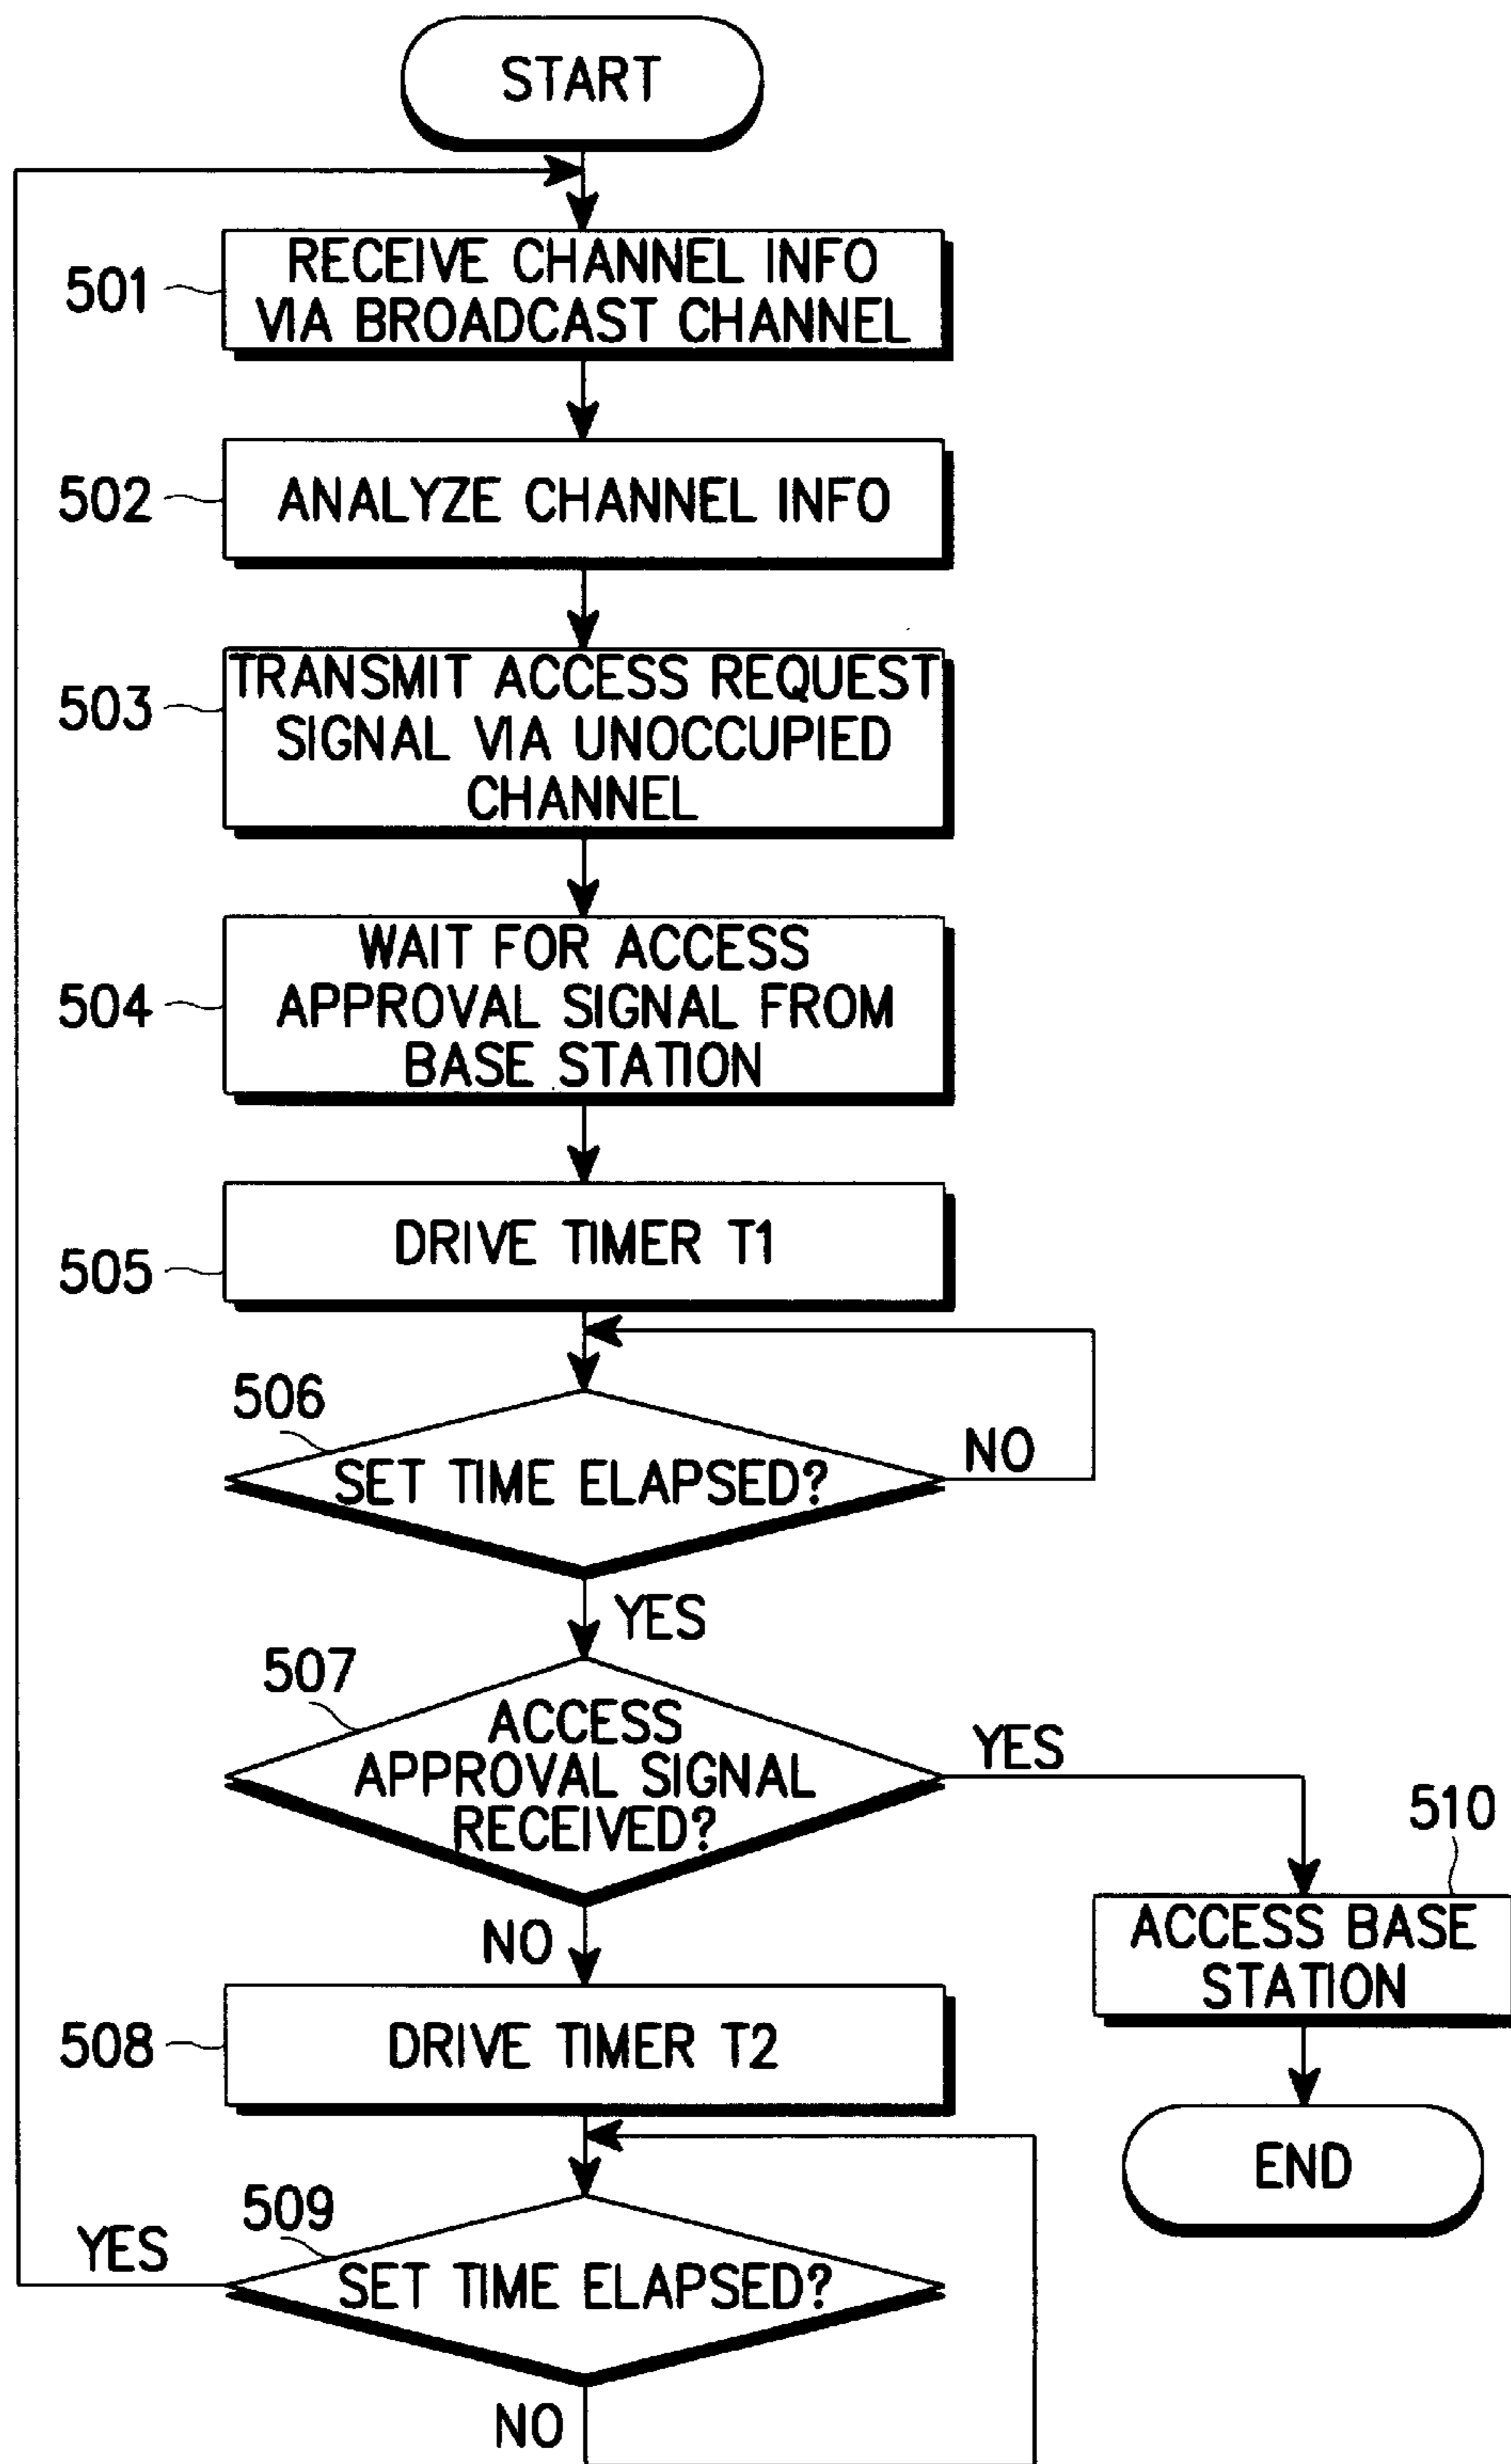 START
501
RECEIVE CHANNEL INFO
VIA BROADCAST CHANNEL
502
ANALYZE CHANNEL INFO
503
TRANSMIT ACCESS REQUEST
SIGNAL VIA UNOCCUPIED
CHANNEL
504
WAIT FOR ACCESS
APPROVAL SIGNAL FROM
BASE STATION
505
DRIVE TIMER T1
506
SET TIME ELAPSED?
NO
YES
507
ACCESS
APPROVAL SIGNAL
RECEIVED?
YES
510
ACCESS BASE
STATION
NO
508
DRIVE TIMER T2
END
509
YES
SET TIME ELAPSED?
NO